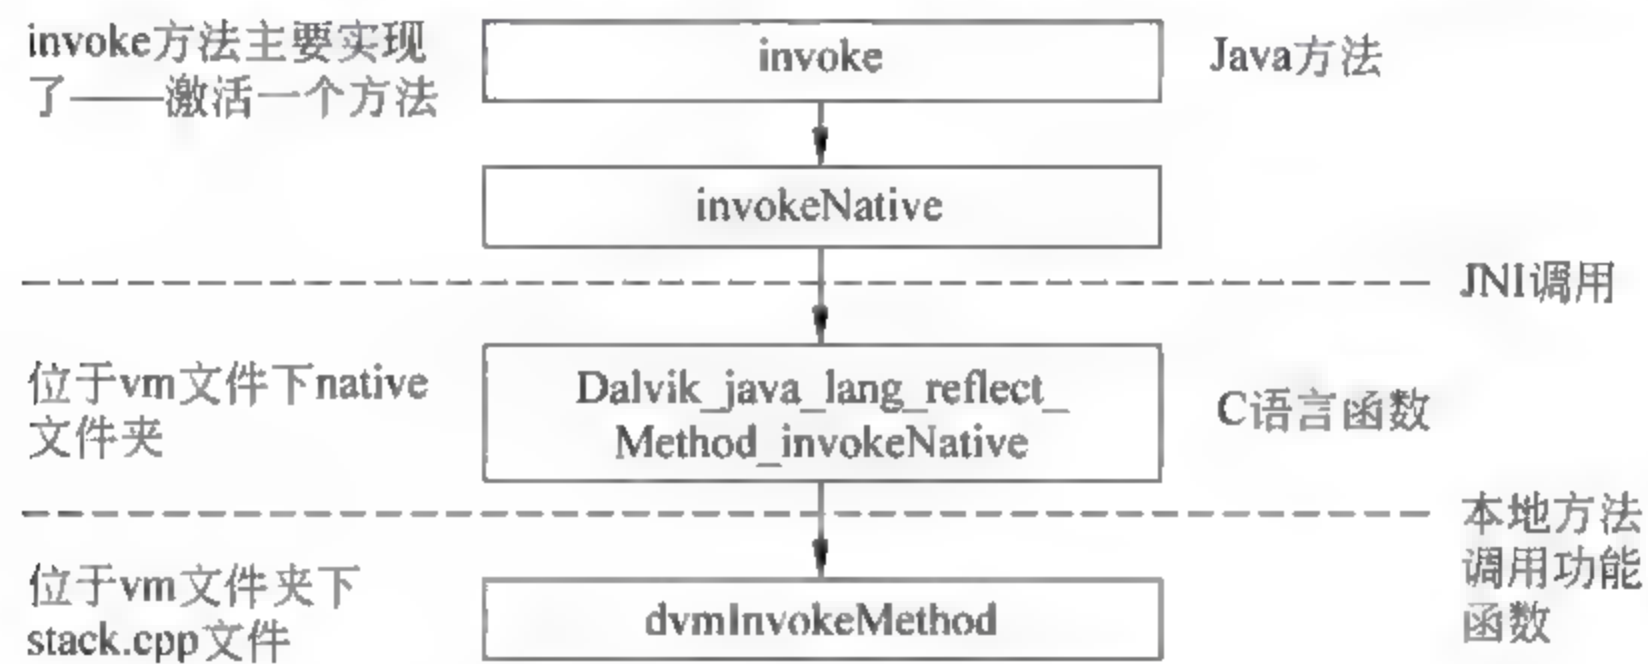 invoke方法主要实现
了——激活一个方法
invoke
Java方法
invokeNative
JNI调用
位于vm文件下native
文件夹
Dalvik_java_lang_reflect_
Method_invokeNative
C语言函数
本地方法
调用功能
函数
位于vm文件夹下
stack.cpp文件
dvmInvokeMethod